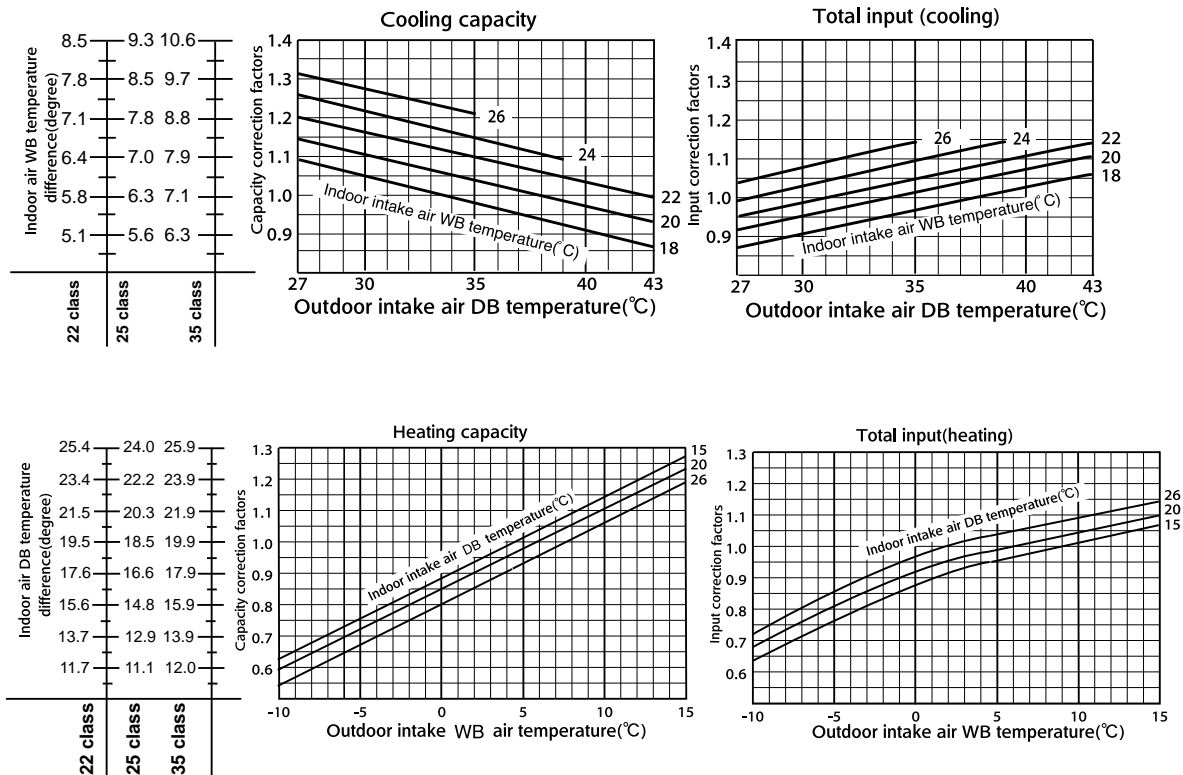 Cooling capacity
Indoor air WB temperature
difference(degree)
8.5 9.3 10.6
7.8 8.5 9.7
7.1 7.8 8.8
6.4 7.0 7.9
5.8 6.3 7.1
5.1 5.6 6.3
22 class
25 class
35 class
Capacity correction factors
1.4
1.3
1.2
1.1
1.0
0.9
26
24
22
20
18
Indoor intake air WB temperature(°C)
27 30 35 40 43
Outdoor intake air DB temperature(°C)
Total input (cooling)
Input correction factors
1.4
1.3
1.2
1.1
1.0
0.9
26 24 22
20
18
Indoor intake air WB temperature(°C)
27 30 35 40 43
Outdoor intake air DB temperature(°C)
Heating capacity
Indoor air DB temperature
difference(degree)
25.4 24.0 25.9
23.4 22.2 23.9
21.5 20.3 21.9
19.5 18.5 19.9
17.6 16.6 17.9
15.6 14.8 15.9
13.7 12.9 13.9
11.7 11.1 12.0
22 class
25 class
35 class
Capacity correction factors
1.3
1.2
1.1
1.0
0.9
0.8
0.7
0.6
15
20
26
Indoor intake air DB temperature(°C)
-10 -5 0 5 10 15
Outdoor intake WB air temperature(°C)
Total input(heating)
Input correction factors
1.3
1.2
1.1
1.0
0.9
0.8
0.7
0.6
26
20
15
Indoor intake air DB temperature(°C)
-10 -5 0 5 10 15
Outdoor intake air WB temperature(°C)